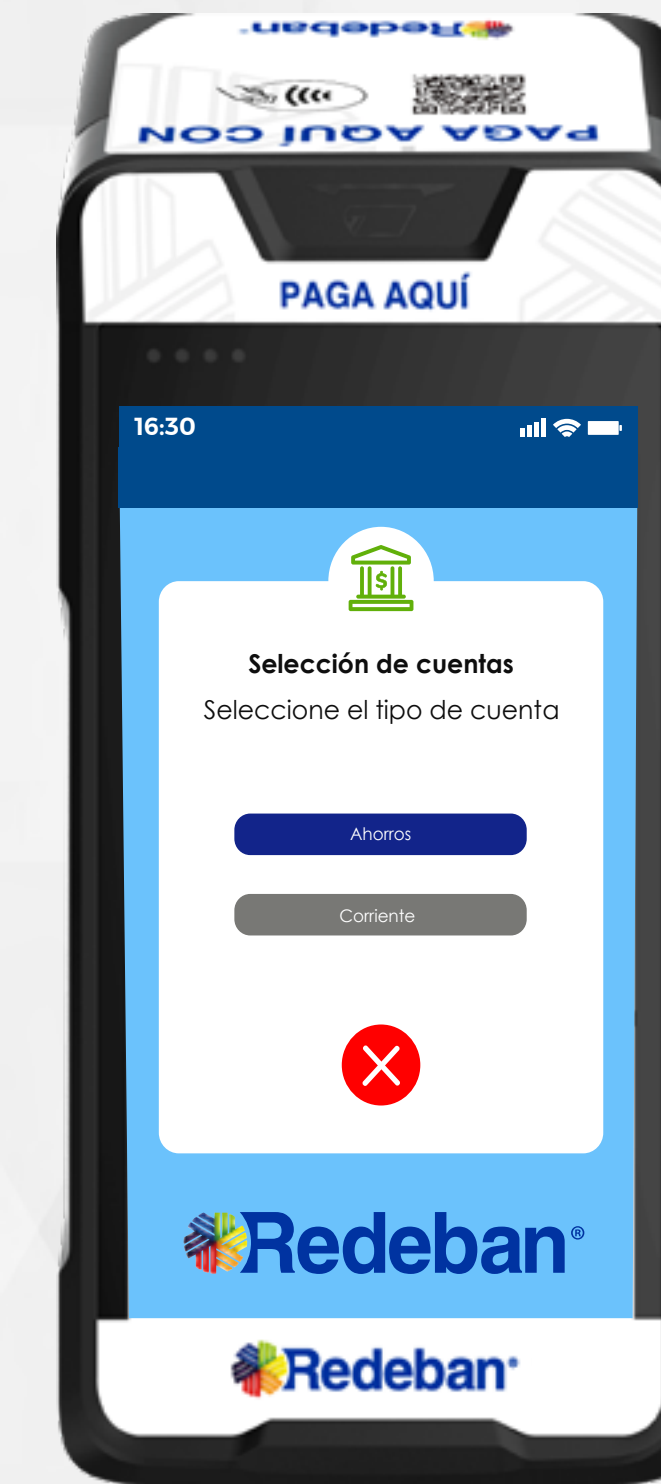 Redeban
PAGA AQUÍ CON
PAGA AQUÍ
16:30
$
Selección de cuentas
Seleccione el tipo de cuenta
Ahorros
Corriente
Redeban®
Redeban